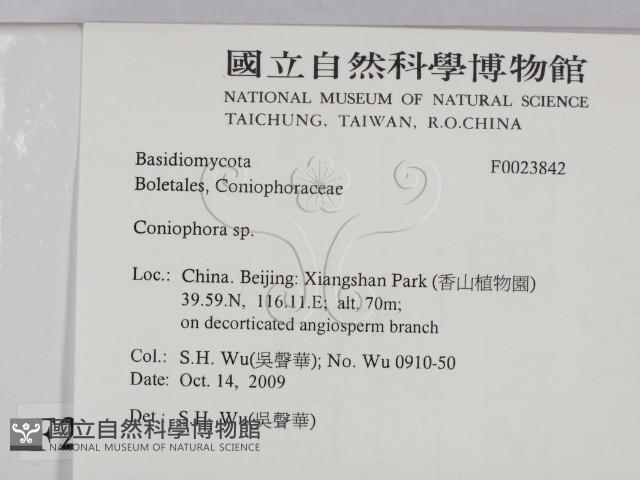 國立自然科學博物館
NATIONAL MUSEUM OF NATURAL SCIENCE
TAICHUNG, TAIWAN, R.O.CHINA
Basidiomycota F0023842
Boletales, Coniophoraceae
Coniophora sp.
Loc.: China. Beijing: Xiangshan Park (香山植物園)
39.59.N, 116.11.E; alt. 70m;
on decorticated angiosperm branch
Col.: S.H. Wu(吳聲華); No. Wu 0910-50
Date: Oct. 14, 2009
Det.: S.H. Wu(吳聲華)
國立自然科學博物館
NATIONAL MUSEUM OF NATURAL SCIENCE